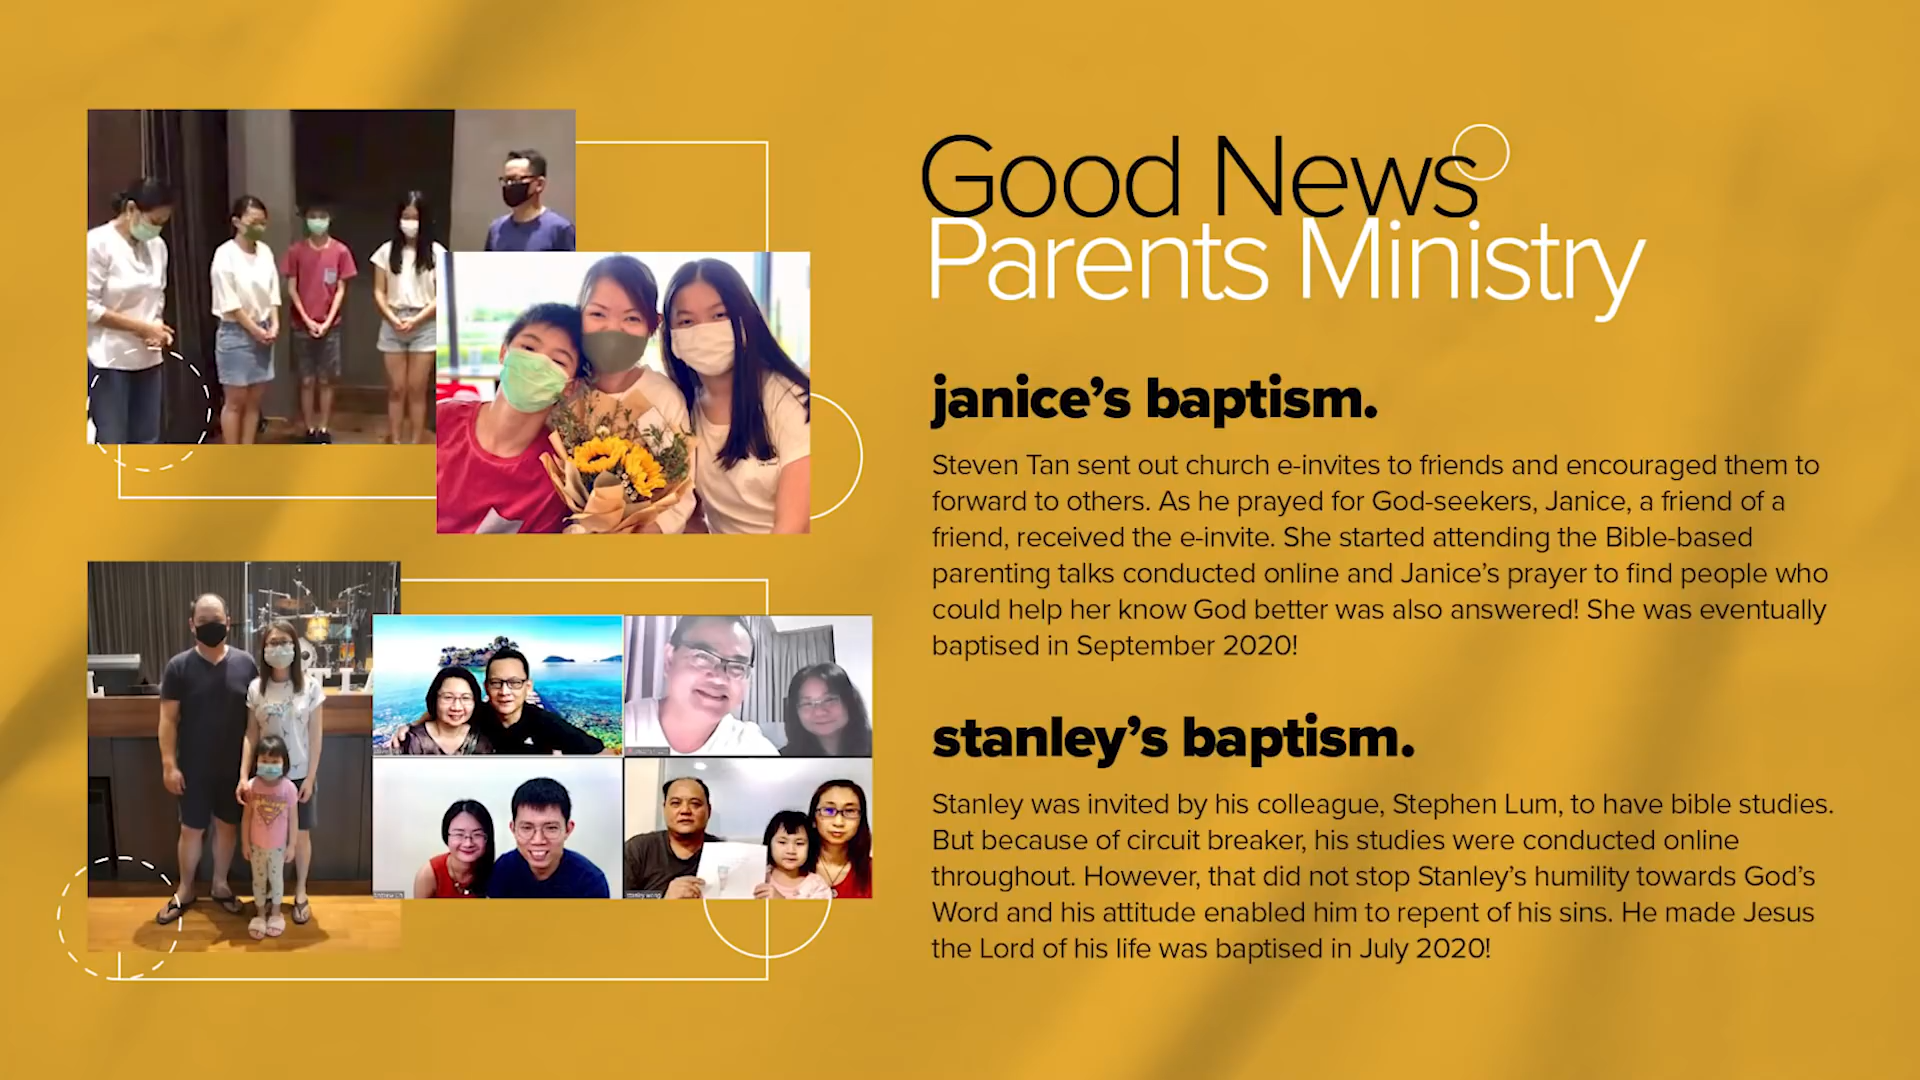 Good News
Parents Ministry
janice's baptism.
Steven Tan sent out church e-invites to friends and encouraged them to
forward to others. As he prayed for God-seekers, Janice, a friend of a
friend, received the e-invite. She started attending the Bible-based
parenting talks conducted online and Janice's prayer to find people who
could help her know God better was also answered! She was eventually
baptised in September 2020!
stanley's baptism.
Stanley was invited by his colleague, Stephen Lum, to have bible studies.
But because of circuit breaker, his studies were conducted online
throughout. However, that did not stop Stanley's humility towards God's
Word and his attitude enabled him to repent of his sins. He made Jesus
the Lord of his life was baptised in July 2020!